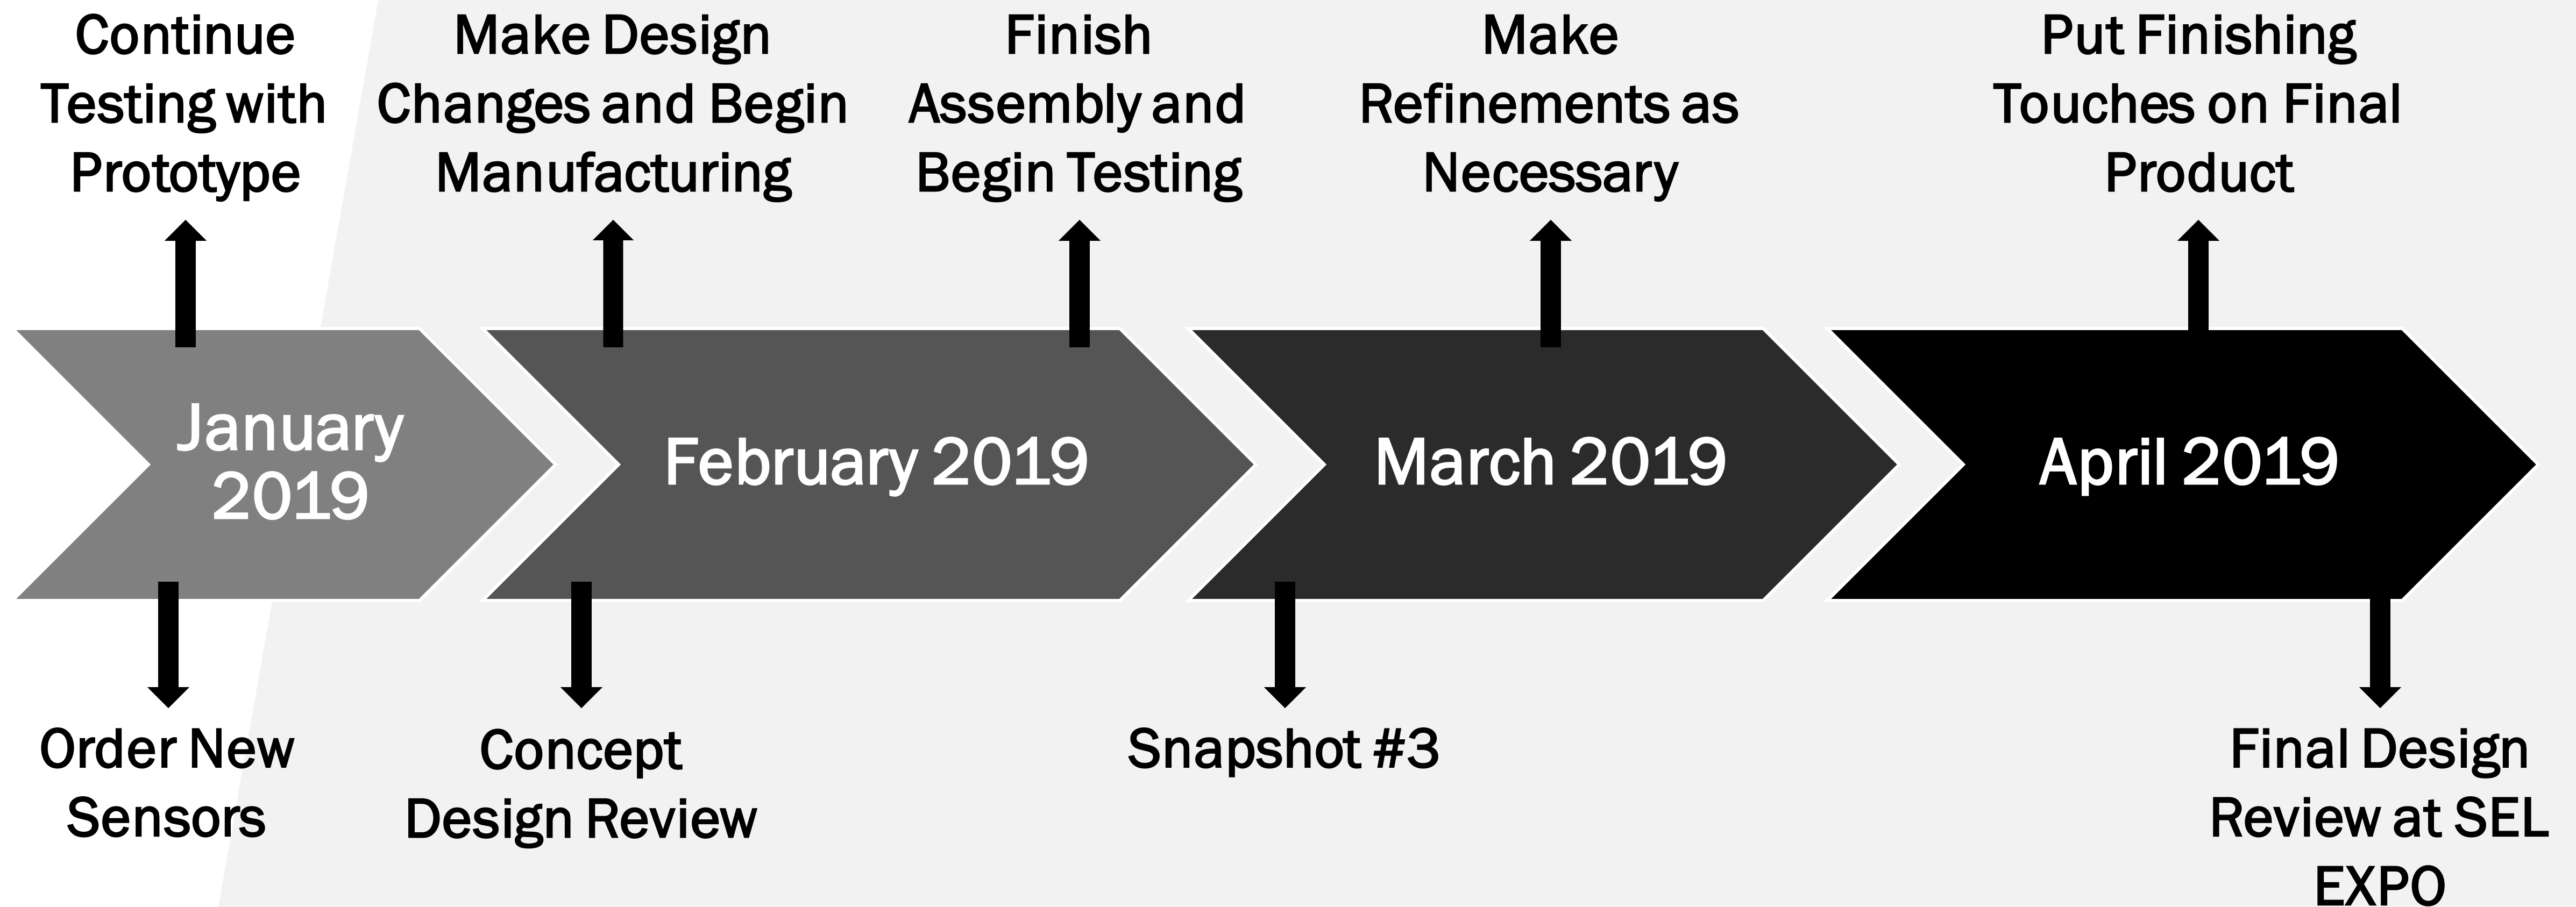 Continue
Testing with
Prototype
Make Design
Changes and Begin
Manufacturing
Finish
Assembly and
Begin Testing
Make
Refinements as
Necessary
Put Finishing
Touches on Final
Product
January
2019
February 2019
March 2019
April 2019
Order New
Sensors
Concept
Design Review
Snapshot #3
Final Design
Review at SEL
EXPO